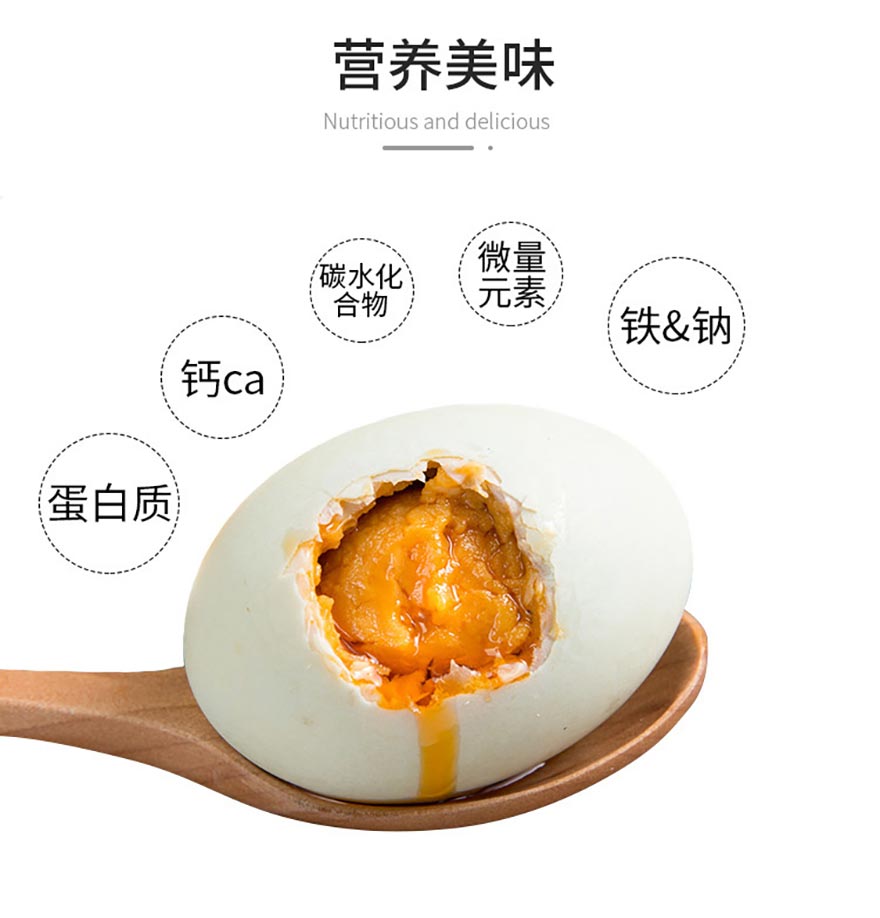 营养美味
Nutritious and delicious
碳水化
合物
微量
元素
铁&钠
钙ca
蛋白质